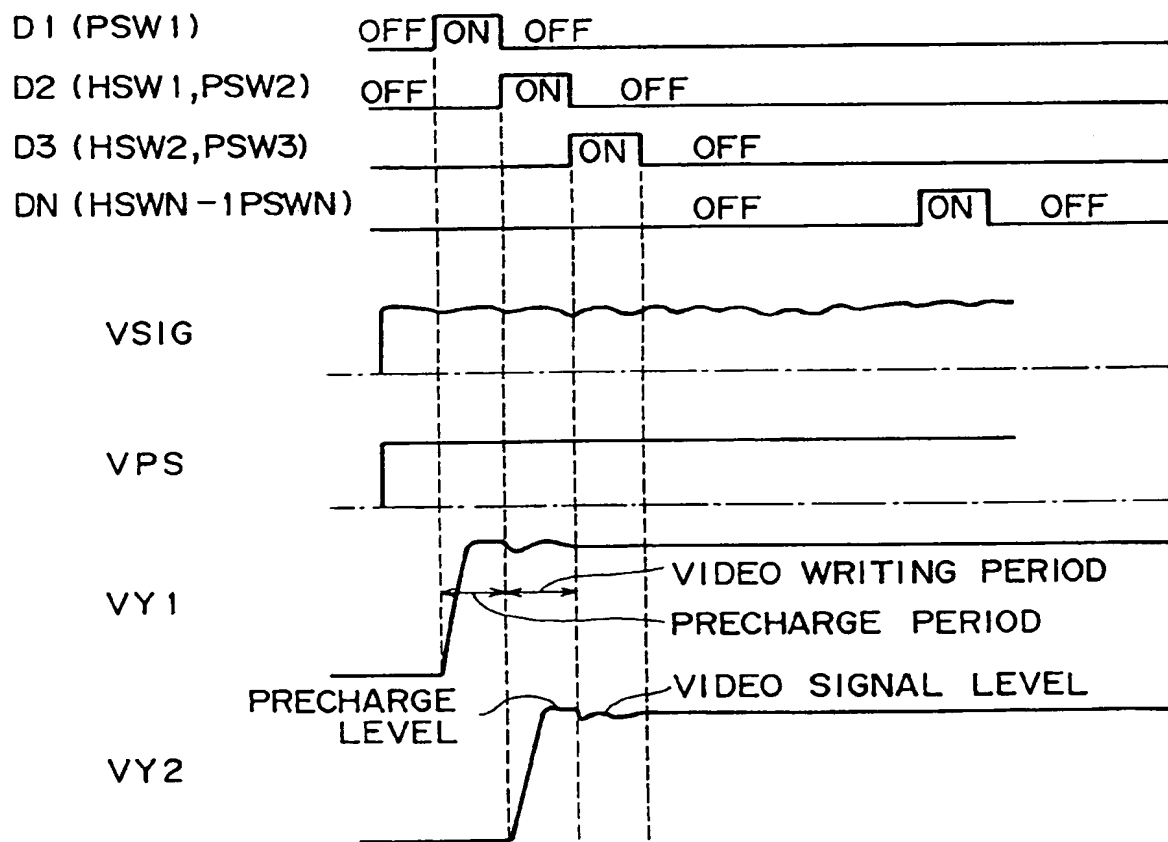 D1 (PSW1) OFF ON OFF
D2 (HSW1,PSW2) OFF ON OFF
D3 (HSW2,PSW3) ON OFF
DN (HSWN-1PSWN) OFF ON OFF
VSIG
VPS
VIDEO WRITING PERIOD
VY1
PRECHARGE PERIOD
VIDEO SIGNAL LEVEL
PRECHARGE
LEVEL
VY2